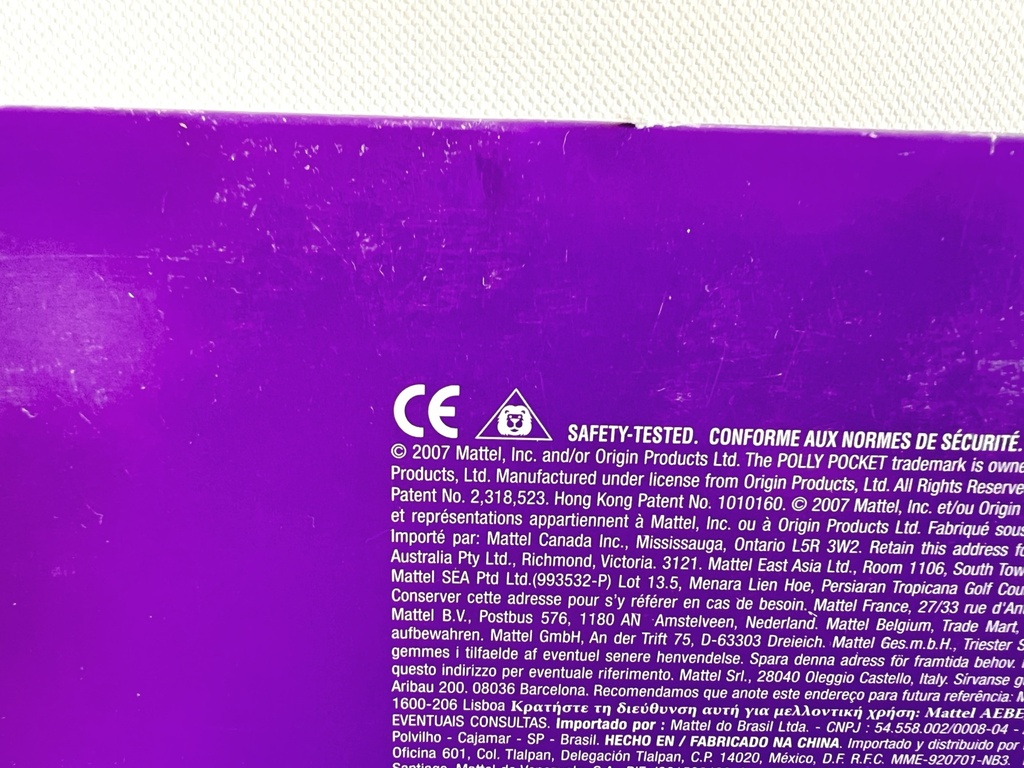 CE
SAFETY-TESTED. CONFORME AUX NORMES DE SÉCURITÉ.
© 2007 Mattel, Inc. and/or Origin Products Ltd. The POLLY POCKET trademark is owne
Products, Ltd. Manufactured under license from Origin Products, Ltd. All Rights Reserve
Patent No. 2,318,523. Hong Kong Patent No. 1010160. © 2007 Mattel, Inc. et/ou Origin
et représentations appartiennent à Mattel, Inc. ou à Origin Products Ltd. Fabriqué sous
Importé par: Mattel Canada Inc., Mississauga, Ontario L5R 3W2. Retain this address fo
Australia Pty Ltd., Richmond, Victoria. 3121. Mattel East Asia Ltd., Room 1106, South Tow
Mattel SEA Ptd Ltd.(993532-P) Lot 13.5, Menara Lien Hoe, Persiaran Tropicana Golf Cou
Conserver cette adresse pour s'y référer en cas de besoin. Mattel France, 27/33 rue d'An
Mattel B.V., Postbus 576, 1180 AN Amstelveen, Nederland. Mattel Belgium, Trade Mart,
aufbewahren. Mattel GmbH, An der Trift 75, D-63303 Dreieich. Mattel Ges.m.b.H., Triester S
gemmes i tilfaelde af eventuel senere henvendelse. Spara denna adress för framtida behov.
questo indirizzo per eventuale riferimento. Mattel Srl., 28040 Oleggio Castello, Italy. Sírvanse g
Aribau 200. 08036 Barcelona. Recomendamos que anote este endereço para futura referência: M
1600-206 Lisboa Κρατήστε τη διεύθυνση αυτή για μελλοντική χρήση: Mattel AEBE
EVENTUAIS CONSULTAS. Importado por : Mattel do Brasil Ltda. - CNPJ : 54.558.002/0008-04 -
Polvilho - Cajamar - SP - Brasil. HECHO EN / FABRICADO NA CHINA. Importado y distribuido por
Oficina 601, Col. Tlalpan, Delegación Tlalpan, C.P. 14020, México, D.F. R.F.C. MME-920701-NB3.